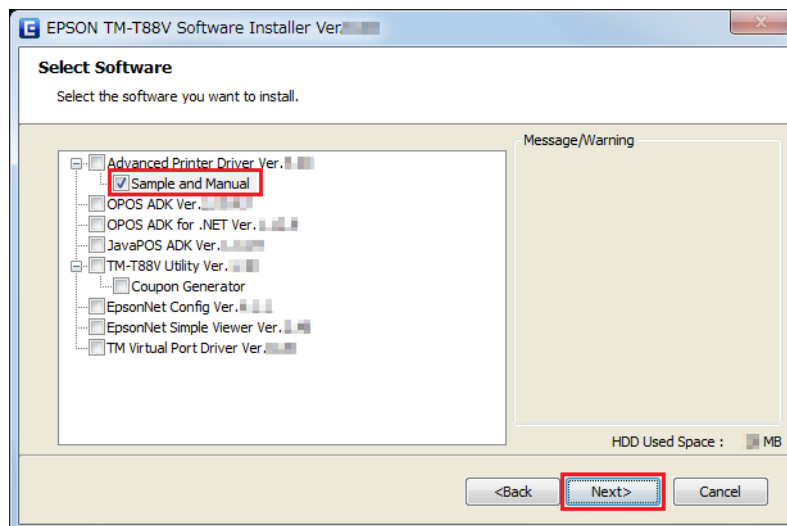 EPSON TM-T88V Software Installer Ver.
Select Software
Select the software you want to install.
Message/Warning
Advanced Printer Driver Ver.
Sample and Manual
OPOS ADK Ver.
OPOS ADK for .NET Ver.
JavaPOS ADK Ver.
TM-T88V Utility Ver.
Coupon Generator
EpsonNet Config Ver.
EpsonNet Simple Viewer Ver.
TM Virtual Port Driver Ver.
HDD Used Space : MB
<Back Next> Cancel